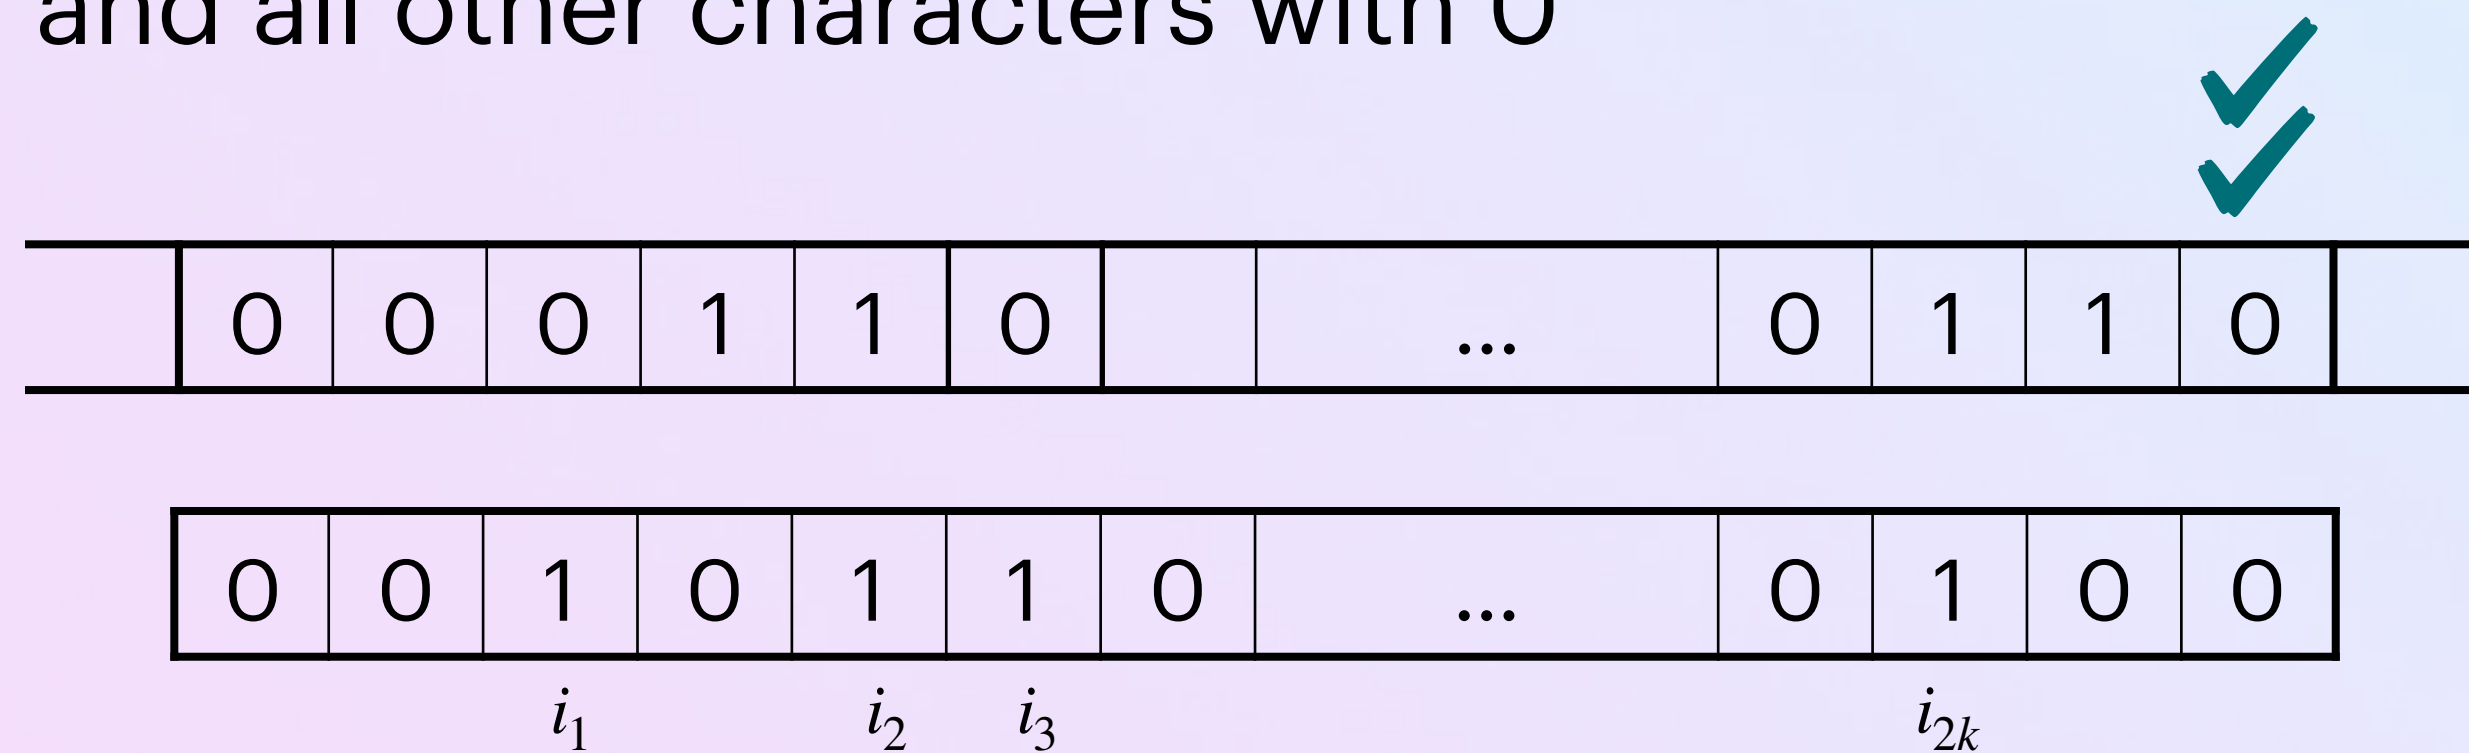 and all other characters with 0
0 0 0 1 1 0 ... 0 1 1 0
0 0 1 0 1 1 0 ... 0 1 0 0
i₁ i₂ i₃ i₂ₖ